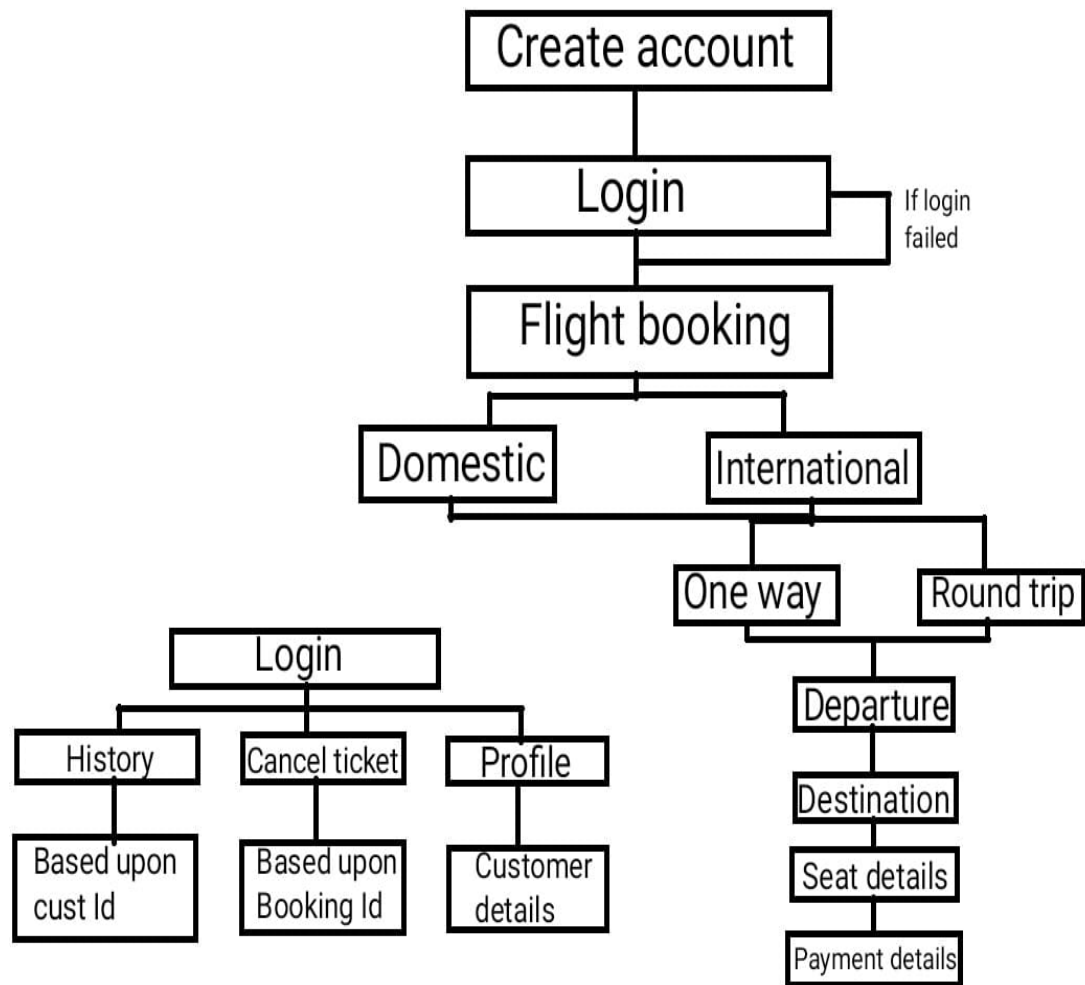 Create account
Login
If login
failed
Flight booking
Domestic
International
One way
Round trip
Departure
Destination
Seat details
Payment details
Login
History
Cancel ticket
Profile
Based upon
cust Id
Based upon
Booking Id
Customer
details